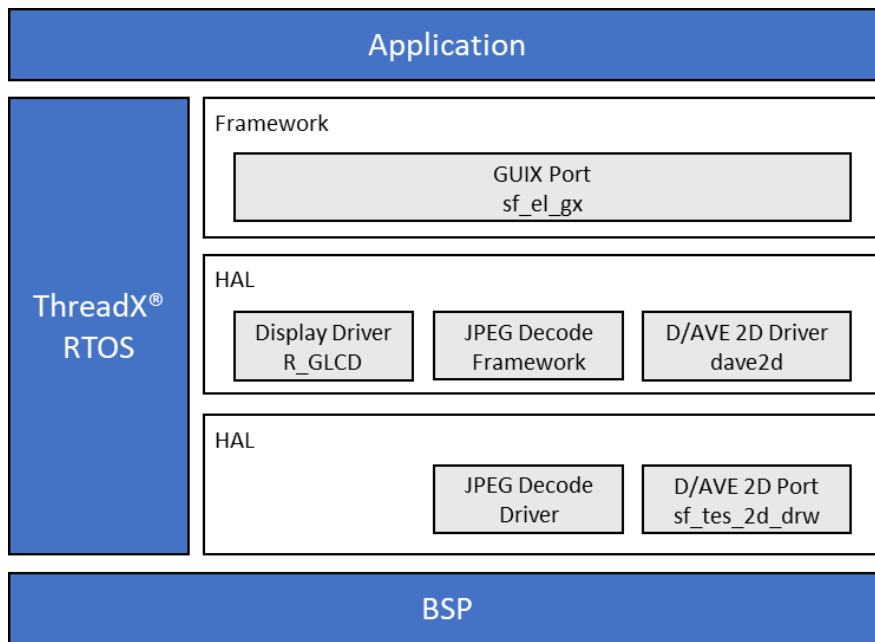 Application
ThreadX®
RTOS
Framework
GUIX Port
sf_el_gx
HAL
Display Driver
R_GLCD
JPEG Decode
Framework
D/AVE 2D Driver
dave2d
HAL
JPEG Decode
Driver
D/AVE 2D Port
sf_tes_2d_drw
BSP